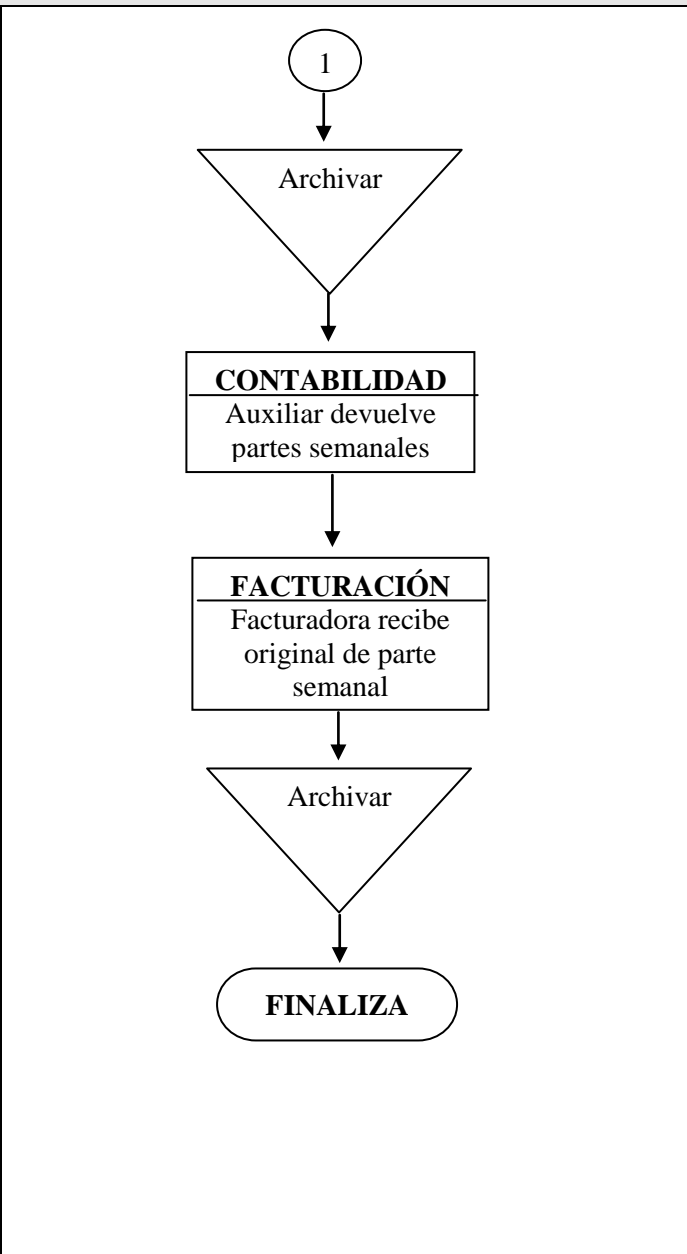 1
Archivar
CONTABILIDAD
Auxiliar devuelve
partes semanales
FACTURACIÓN
Facturadora recibe
original de parte
semanal
Archivar
FINALIZA